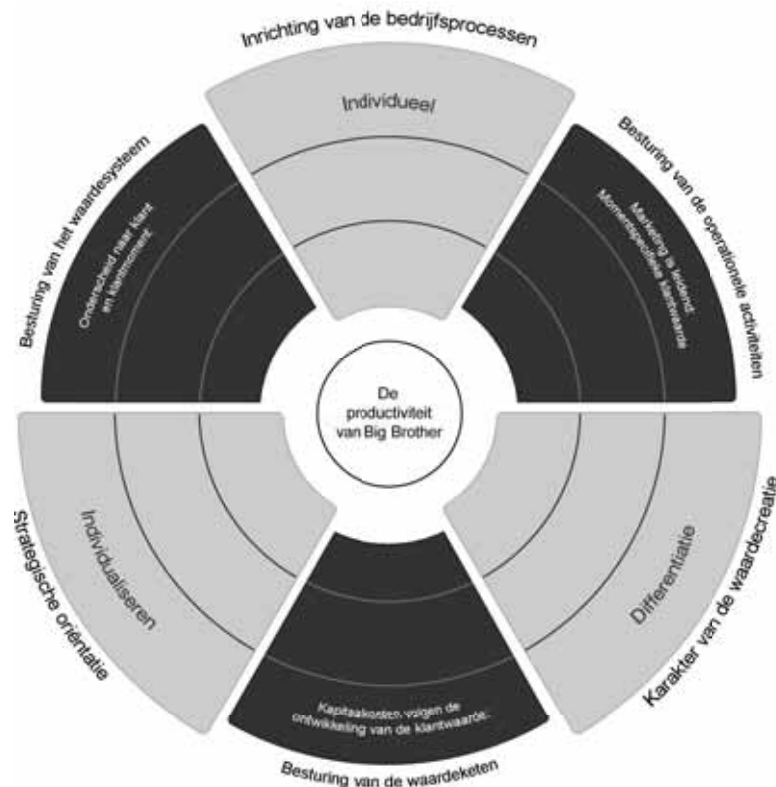 Inrichting van de bedrijfsprocessen
Individueel
Besturing van het waardesysteem
Onderscheid naar klant
en klantmoment
Besturing van de operationele activiteiten
Marketing is leidend
Momentspecifieke klantwaarde
De
productiviteit
van Big Brother
Strategische oriëntatie
Individualiseren
Karakter van de waardecreatie
Differentiatie
Kapitaalkosten volgen de
ontwikkeling van de klantwaarde.
Besturing van de waardeketen